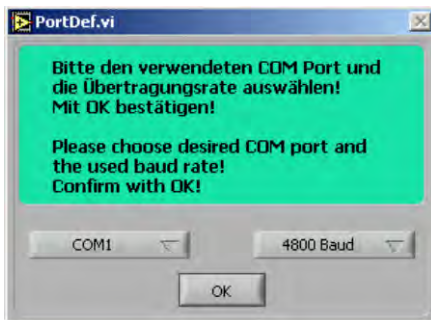 PortDef.vi
Bitte den verwendeten COM Port und
die Übertragungsrate auswählen!
Mit OK bestätigen!
Please choose desired COM port and
the used baud rate!
Confirm with OK!
COM1 4800 Baud
OK